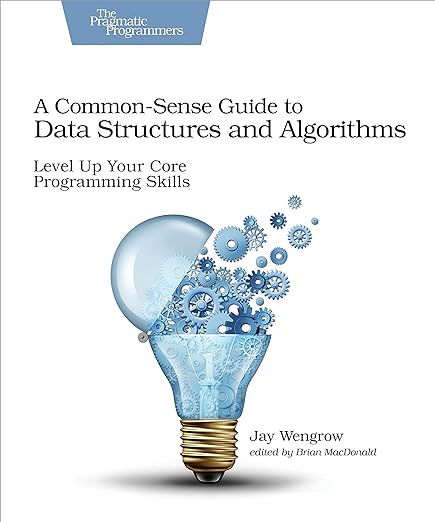 The
Pragmatic
Programmers
A Common-Sense Guide to
Data Structures and Algorithms
Level Up Your Core
Programming Skills
Jay Wengrow
edited by Brian MacDonald